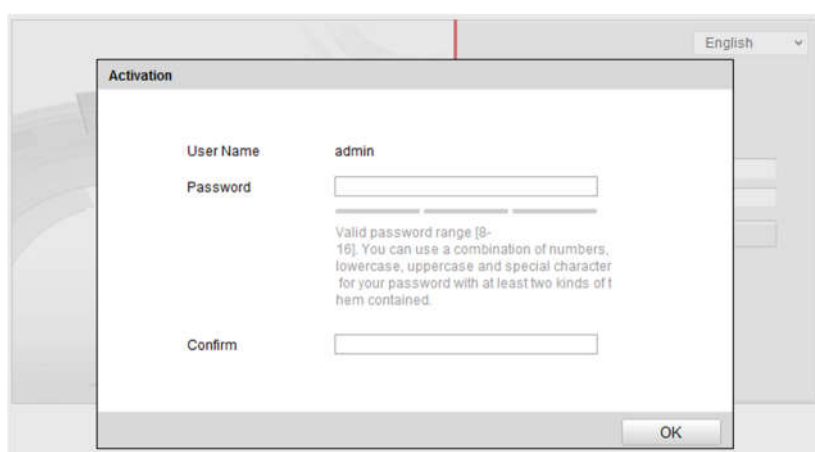 English
Activation
User Name admin
Password
Valid password range [8-
16]. You can use a combination of numbers,
lowercase, uppercase and special character
for your password with at least two kinds of t
hem contained.
Confirm
OK